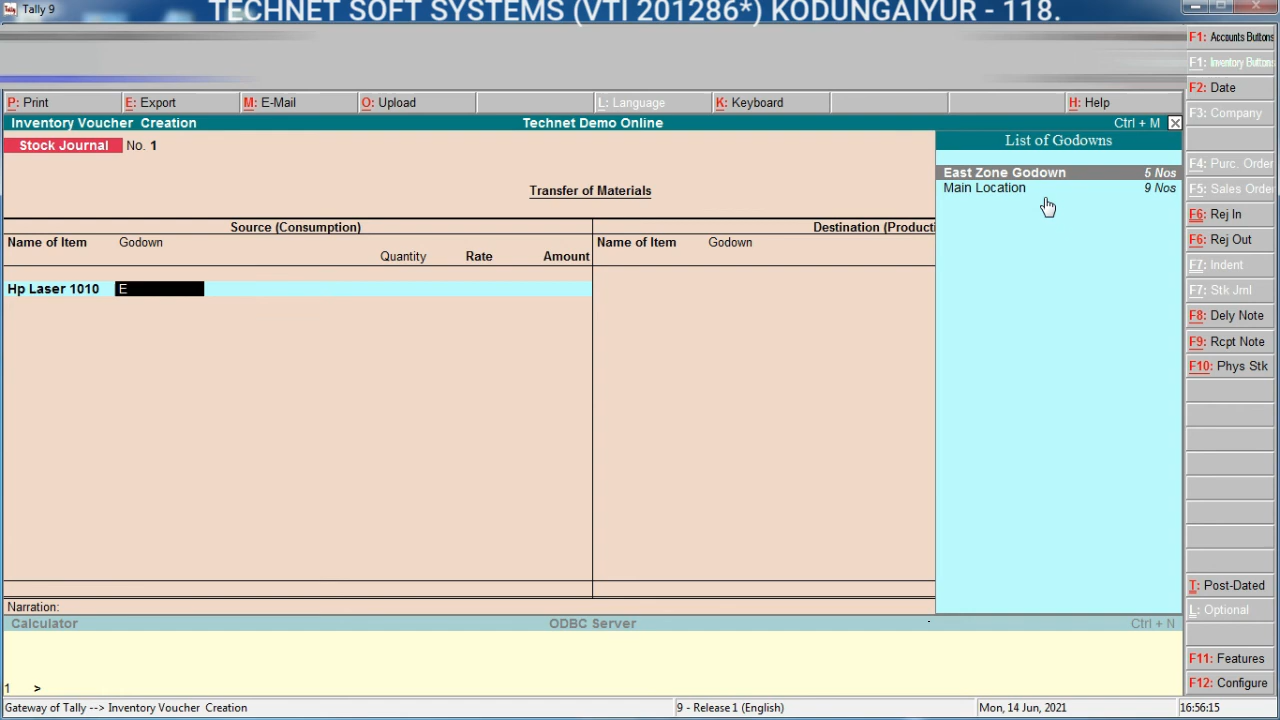 Tally 9
TECHNET SOFT SYSTEMS (VTI 201286*) KODUNGAIYUR - 118.
P: Print E: Export M: E-Mail O: Upload L: Language K: Keyboard H: Help
Inventory Voucher Creation Technet Demo Online Ctrl + M
Stock Journal No. 1
Transfer of Materials
Source (Consumption) Destination (Producti
Name of Item Godown Name of Item Godown
Quantity Rate Amount
Hp Laser 1010 E
Narration:
List of Godowns
East Zone Godown 5 Nos
Main Location 9 Nos
Calculator ODBC Server Ctrl + N
1 >
Gateway of Tally --> Inventory Voucher Creation 9 - Release 1 (English) Mon, 14 Jun, 2021 16:56:15
F1: Accounts Buttons
F1: Inventory Buttons
F2: Date
F3: Company
F4: Purc. Order
F5: Sales Orde
F6: Rej In
F6: Rej Out
F7: Indent
F7: Stk Jrnl
F8: Dely Note
F9: Rcpt Note
F10: Phys Stk
T: Post-Dated
L: Optional
F11: Features
F12: Configure